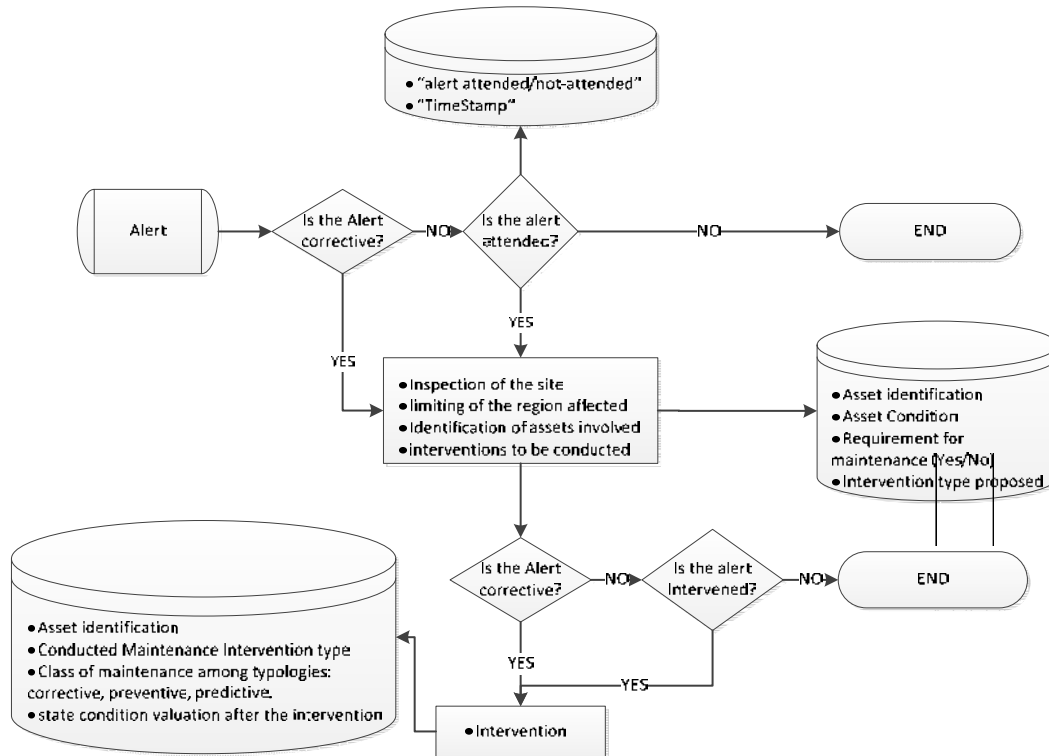 ● “alert attended/not-attended”
● “TimeStamp”
Alert
Is the Alert
corrective?
NO
Is the alert
attended?
NO
END
YES
YES
● Inspection of the site
● limiting of the region affected
● Identification of assets involved
● interventions to be conducted
● Asset identification
● Asset Condition
● Requirement for
maintenance (Yes/No)
● Intervention type proposed
Is the Alert
corrective?
NO
Is the alert
Intervened?
NO
END
● Asset identification
● Conducted Maintenance Intervention type
● Class of maintenance among typologies:
corrective, preventive, predictive.
● state condition valuation after the intervention
YES
YES
● Intervention